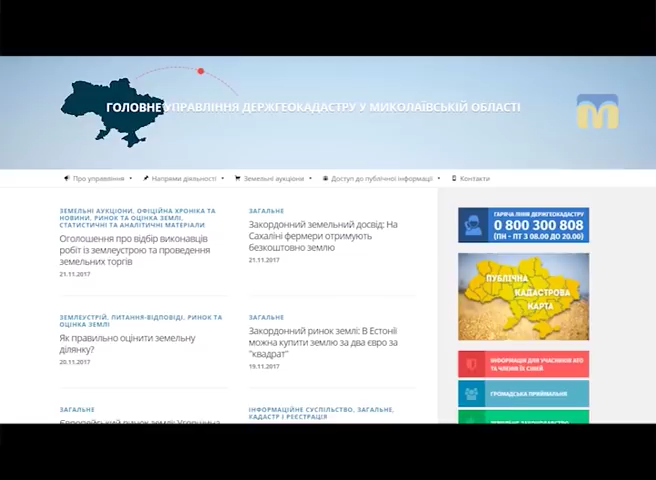 ГОЛОВНЕ УПРАВЛІННЯ ДЕРЖГЕОКАДАСТРУ У МИКОЛАЇВСЬКІЙ ОБЛАСТІ
Про управління
Напрями діяльності
Земельні аукціони
Доступ до публічної інформації
Контакти
ЗЕМЕЛЬНІ АУКЦІОНИ, ОФІЦІЙНА ХРОНІКА ТА
НОВИНИ, РИНОК ТА ОЦІНКА ЗЕМЛІ,
СТАТИСТИЧНІ ТА АНАЛІТИЧНІ МАТЕРІАЛИ
Оголошення про відбір виконавців
робіт із землеустрою та проведення
земельних торгів
21.11.2017
ЗАГАЛЬНЕ
Закордонний земельний досвід: На
Сахаліні фермери отримують
безкоштовно землю
21.11.2017
ЗЕМЛЕУСТРІЙ, ПИТАННЯ-ВІДПОВІДІ, РИНОК ТА
ОЦІНКА ЗЕМЛІ
Як правильно оцінити земельну
ділянку?
20.11.2017
ЗАГАЛЬНЕ
Закордонний ринок землі: В Естонії
можна купити землю за два євро за
"квадрат"
19.11.2017
ЗАГАЛЬНЕ
Європейський ринок землі: Угорщина
ІНФОРМАЦІЙНЕ СУСПІЛЬСТВО, ЗАГАЛЬНЕ,
КАДАСТР І РЕЄСТРАЦІЯ
ГАРЯЧА ЛІНІЯ ДЕРЖГЕОКАДАСТРУ
0 800 300 808
(ПН - ПТ З 08.00 ДО 20.00)
ПУБЛІЧНА
КАДАСТРОВА
КАРТА
ІНФОРМАЦІЯ ДЛЯ УЧАСНИКІВ АТО
ТА ЧЛЕНІВ ЇХ СІМЕЙ
ГРОМАДСЬКА ПРИЙМАЛЬНЯ
ЗЕМЕЛЬНЕ ЗАКОНОДАВСТВО